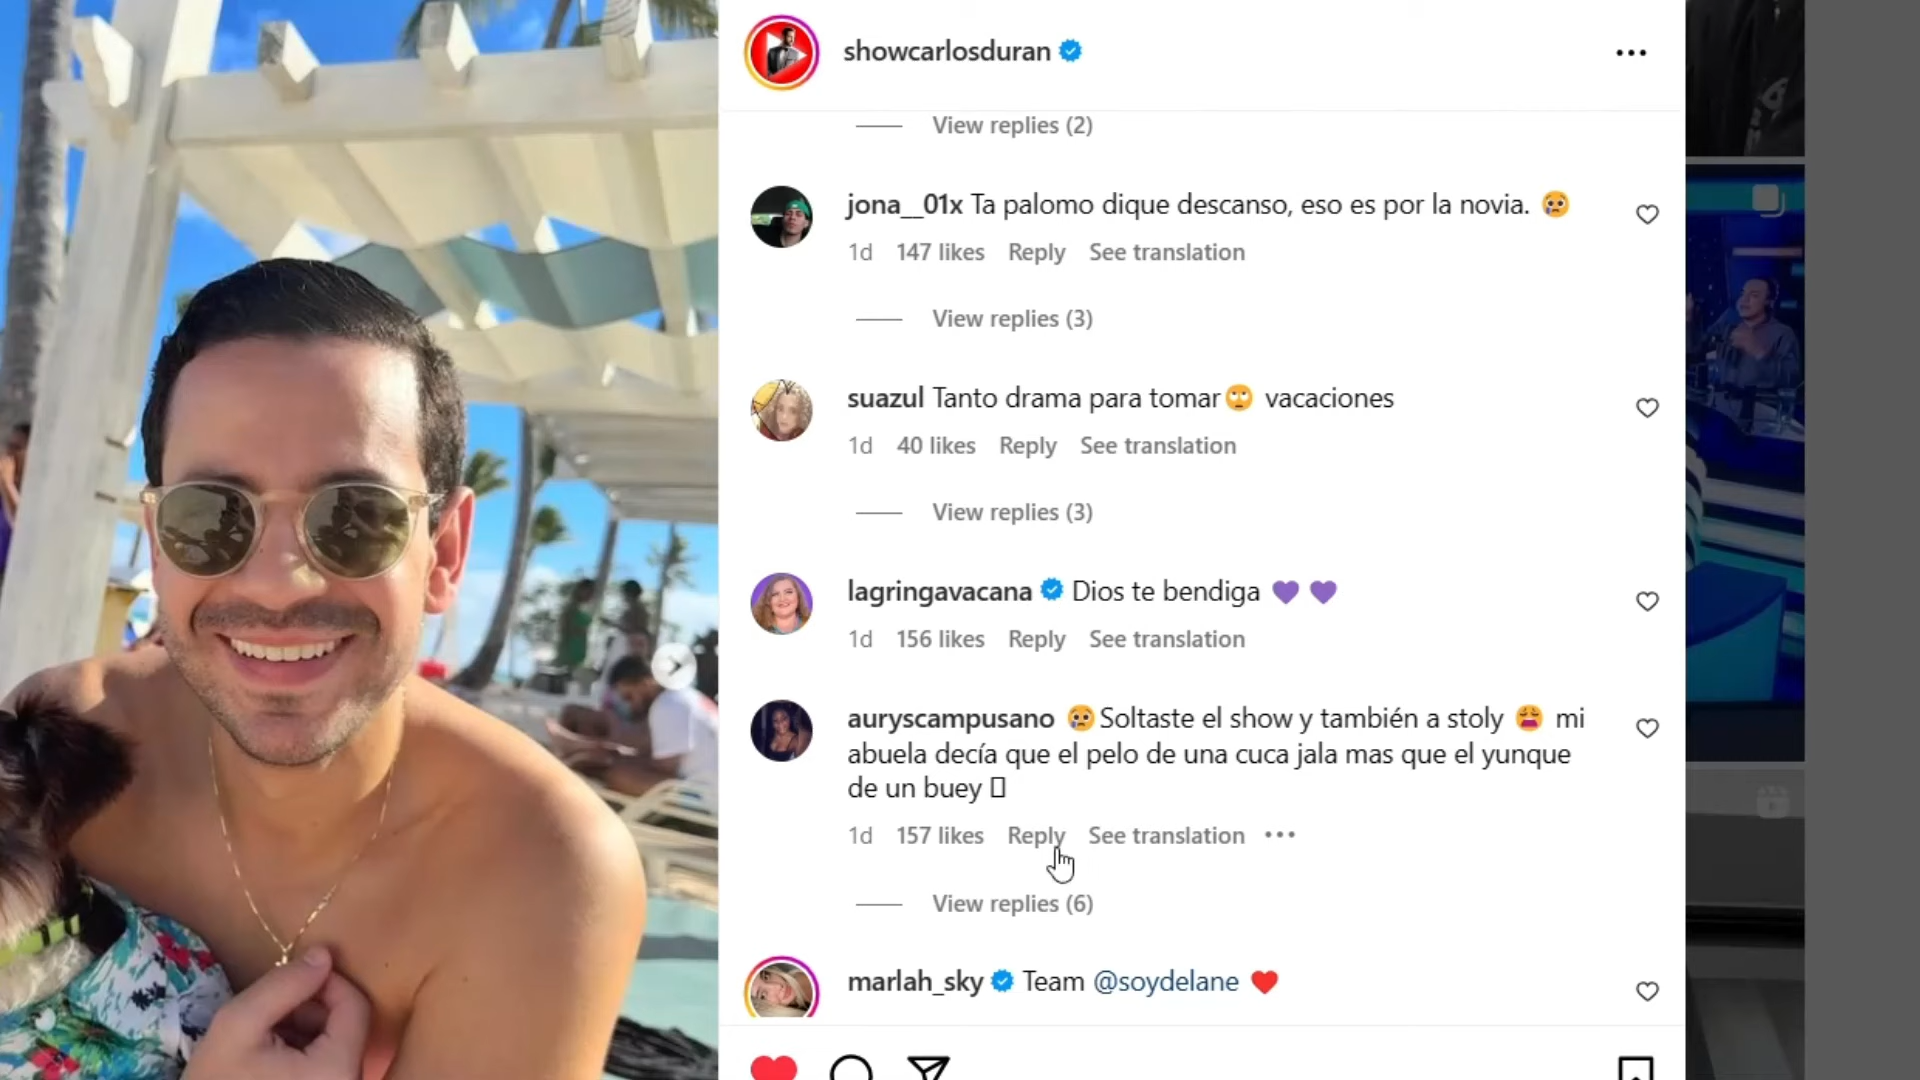 showcarlosduran
View replies (2)
jona__01x Ta palomo dique descanso, eso es por la novia. 😢
1d 147 likes Reply See translation
View replies (3)
suazul Tanto drama para tomar🙄 vacaciones
1d 40 likes Reply See translation
View replies (3)
lagringavacana Dios te bendiga 💜 💜
1d 156 likes Reply See translation
auryscampusano 😢Soltaste el show y también a stoly 😩 mi
abuela decía que el pelo de una cuca jala mas que el yunque
de un buey
1d 157 likes Reply See translation
View replies (6)
marlah_sky Team @soydelane ❤️